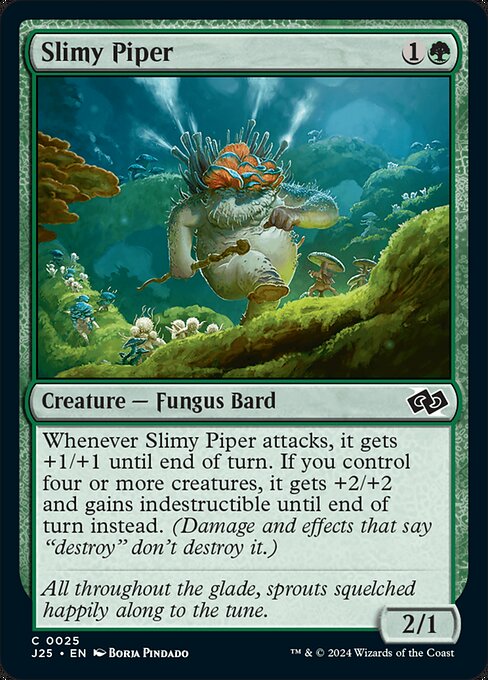 Slimy Piper 1
Creature — Fungus Bard
Whenever Slimy Piper attacks, it gets
+1/+1 until end of turn. If you control
four or more creatures, it gets +2/+2
and gains indestructible until end of
turn instead. (Damage and effects that say
“destroy” don’t destroy it.)
All throughout the glade, sprouts squelched
happily along to the tune.
2/1
C 0025
J25 • EN Borja Pindado
™ & © 2024 Wizards of the Coast